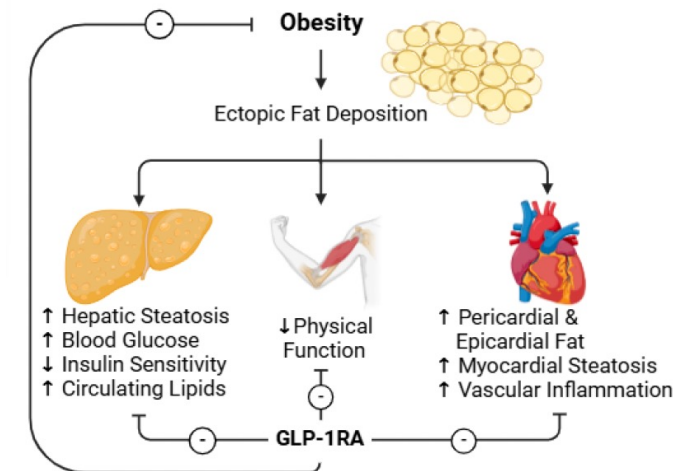 -
Obesity
Ectopic Fat Deposition
↑ Hepatic Steatosis
↑ Blood Glucose
↓ Insulin Sensitivity
↑ Circulating Lipids
↓Physical
Function
↑ Pericardial &
Epicardial Fat
↑ Myocardial Steatosis
↑ Vascular Inflammation
-
-
GLP-1RA
-